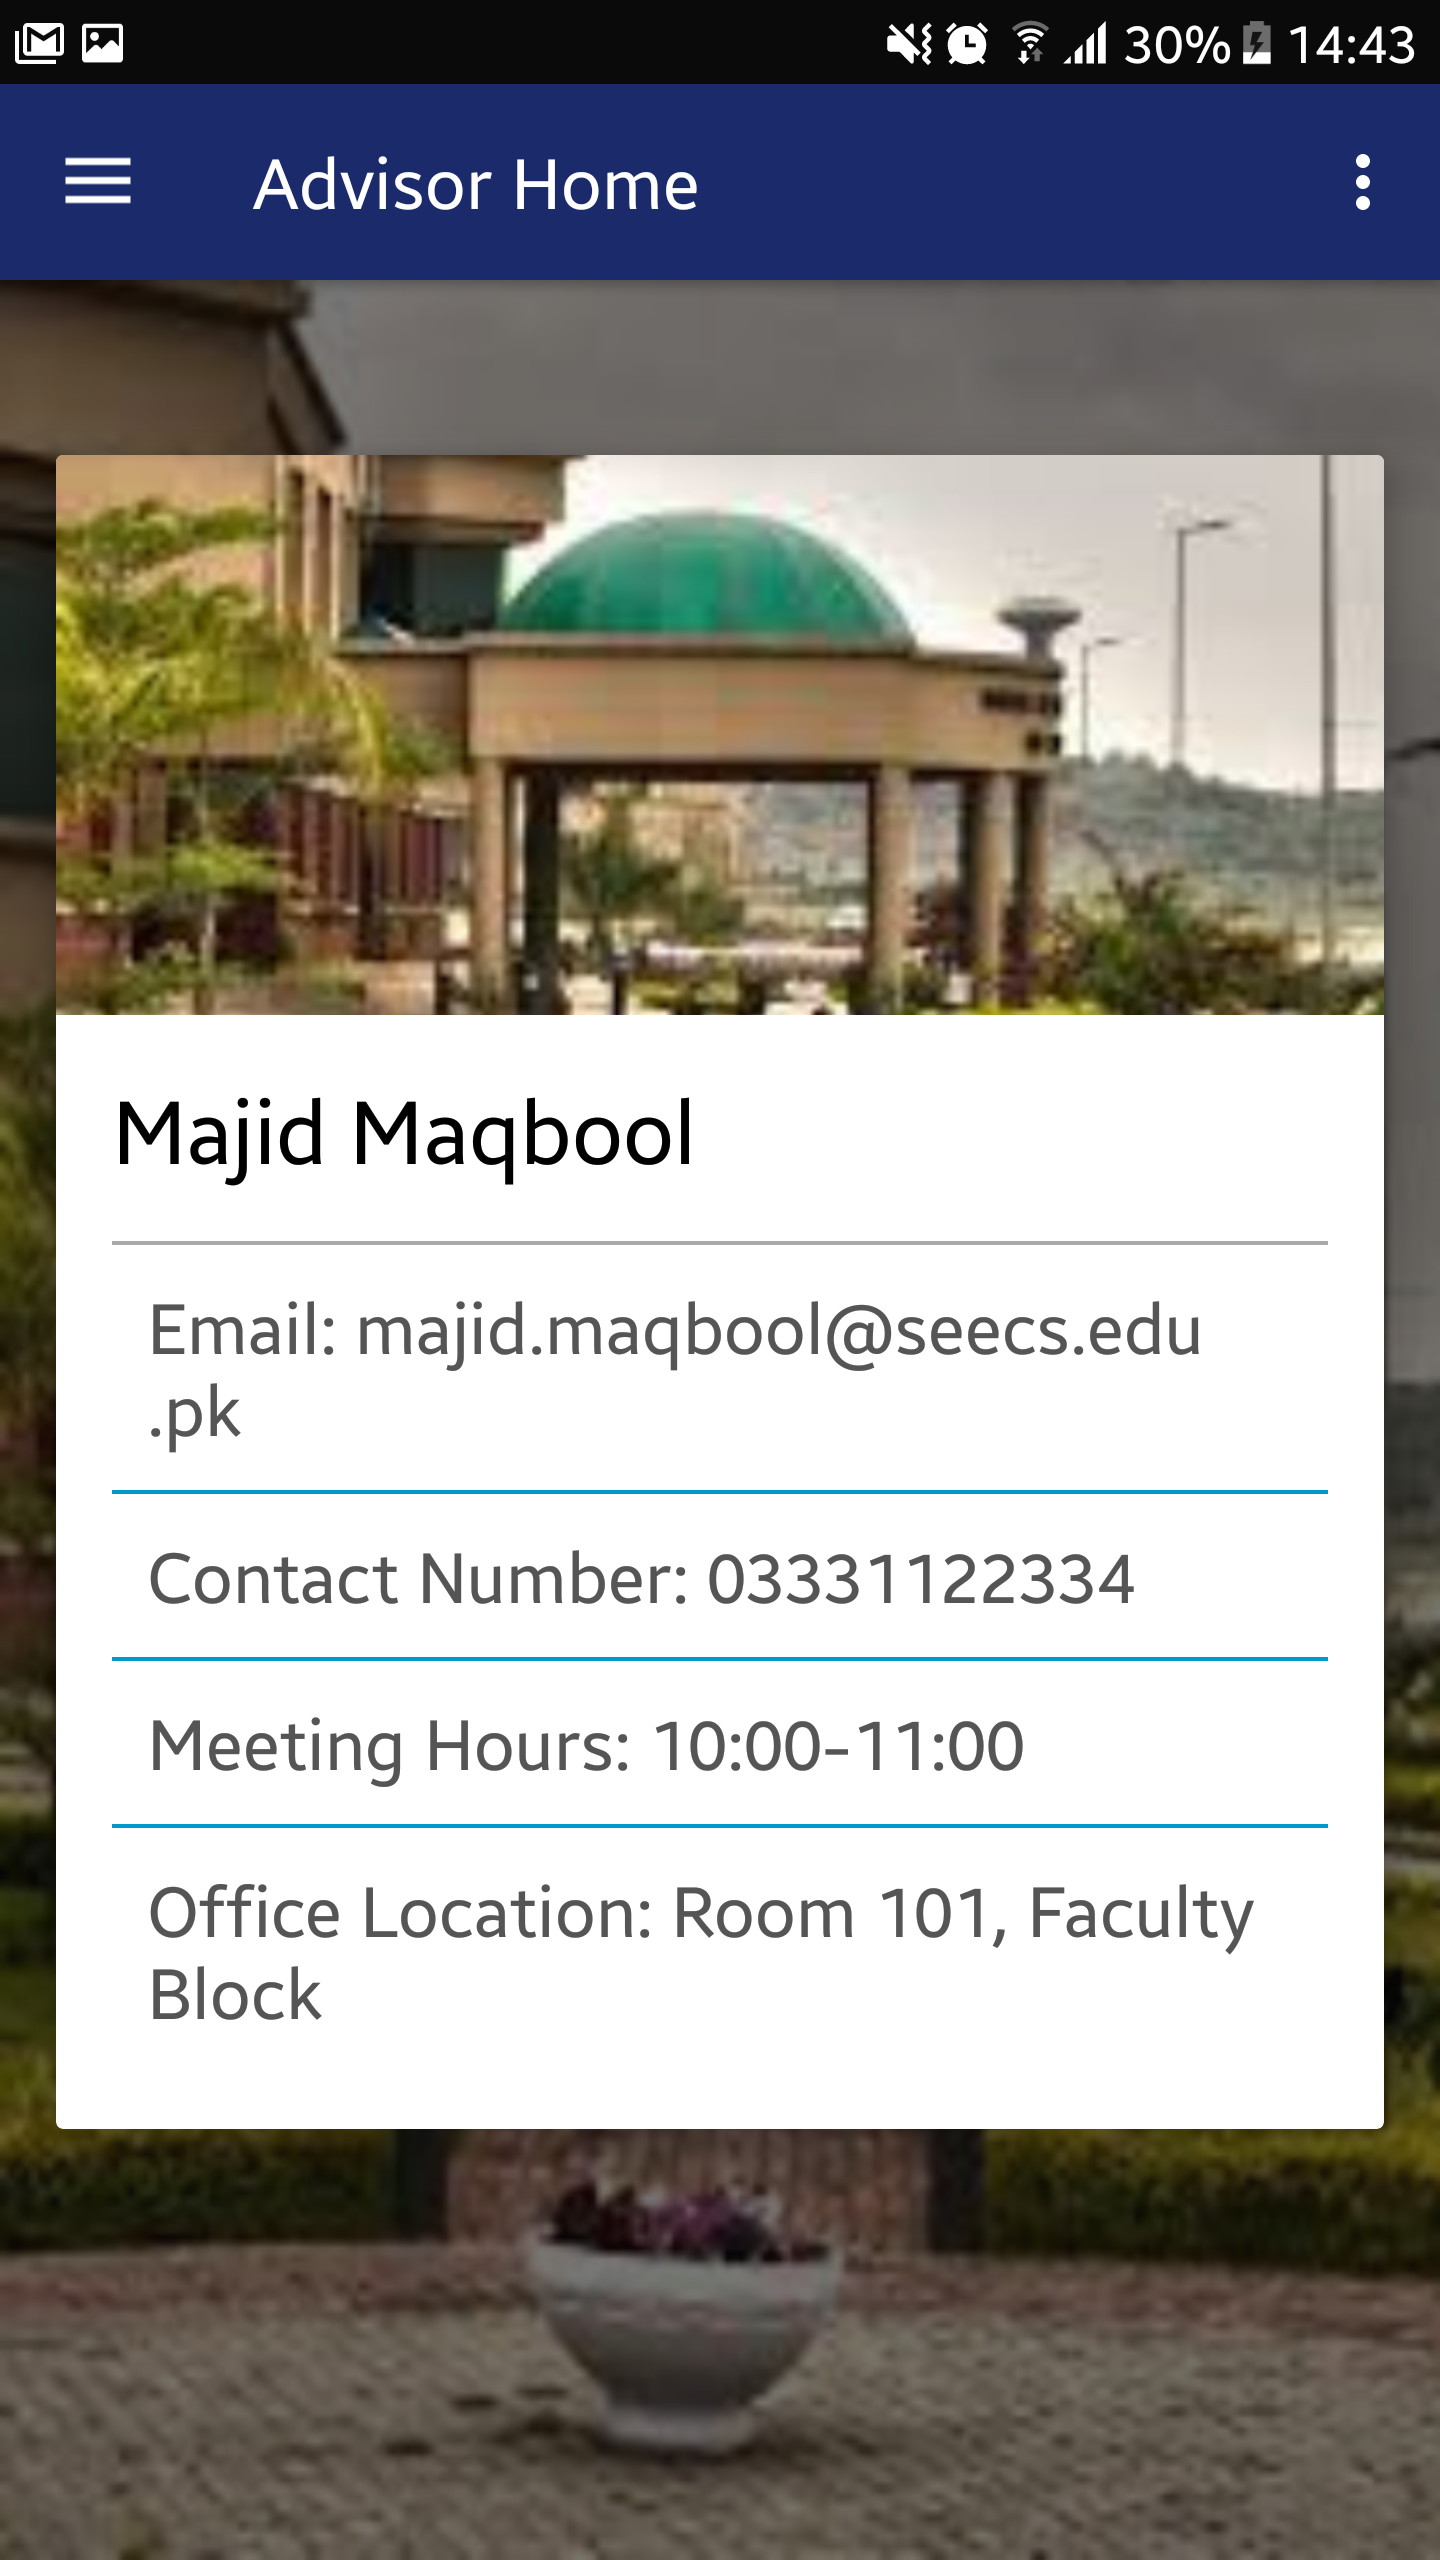 30% 14:43
Advisor Home
Majid Maqbool
Email: majid.maqbool@seecs.edu
.pk
Contact Number: 03331122334
Meeting Hours: 10:00-11:00
Office Location: Room 101, Faculty
Block